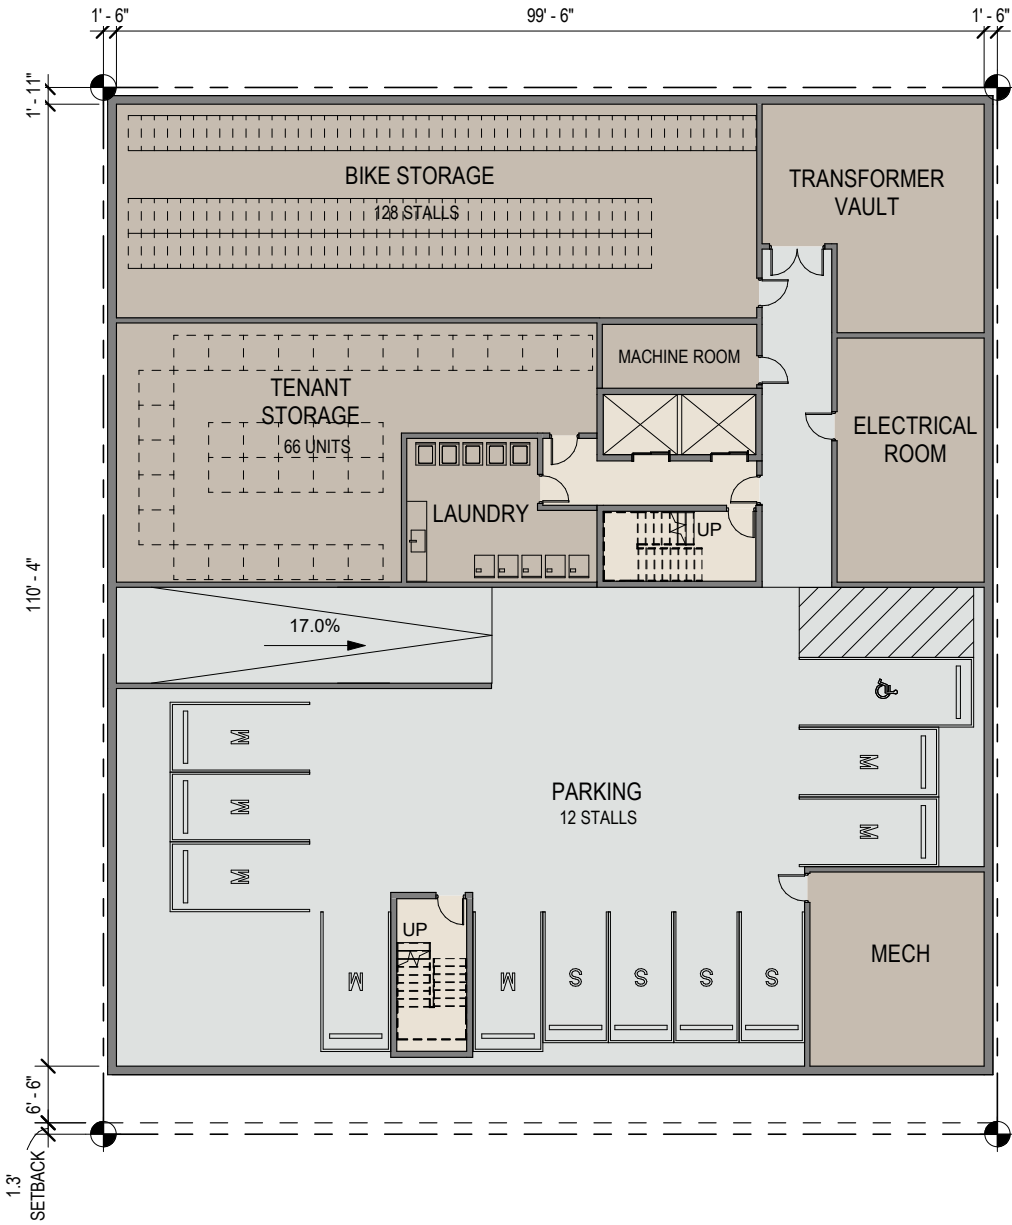 1' - 6"
99' - 6"
1' - 6"
1' - 11"
BIKE STORAGE
128 STALLS
TRANSFORMER
VAULT
MACHINE ROOM
TENANT
STORAGE
66 UNITS
ELECTRICAL
ROOM
LAUNDRY
UP
110' - 4"
17.0%
M
M
M
M
M
PARKING
12 STALLS
UP
MECH
M
M
S
S
S
S
6' - 6"
1.3'
SETBACK